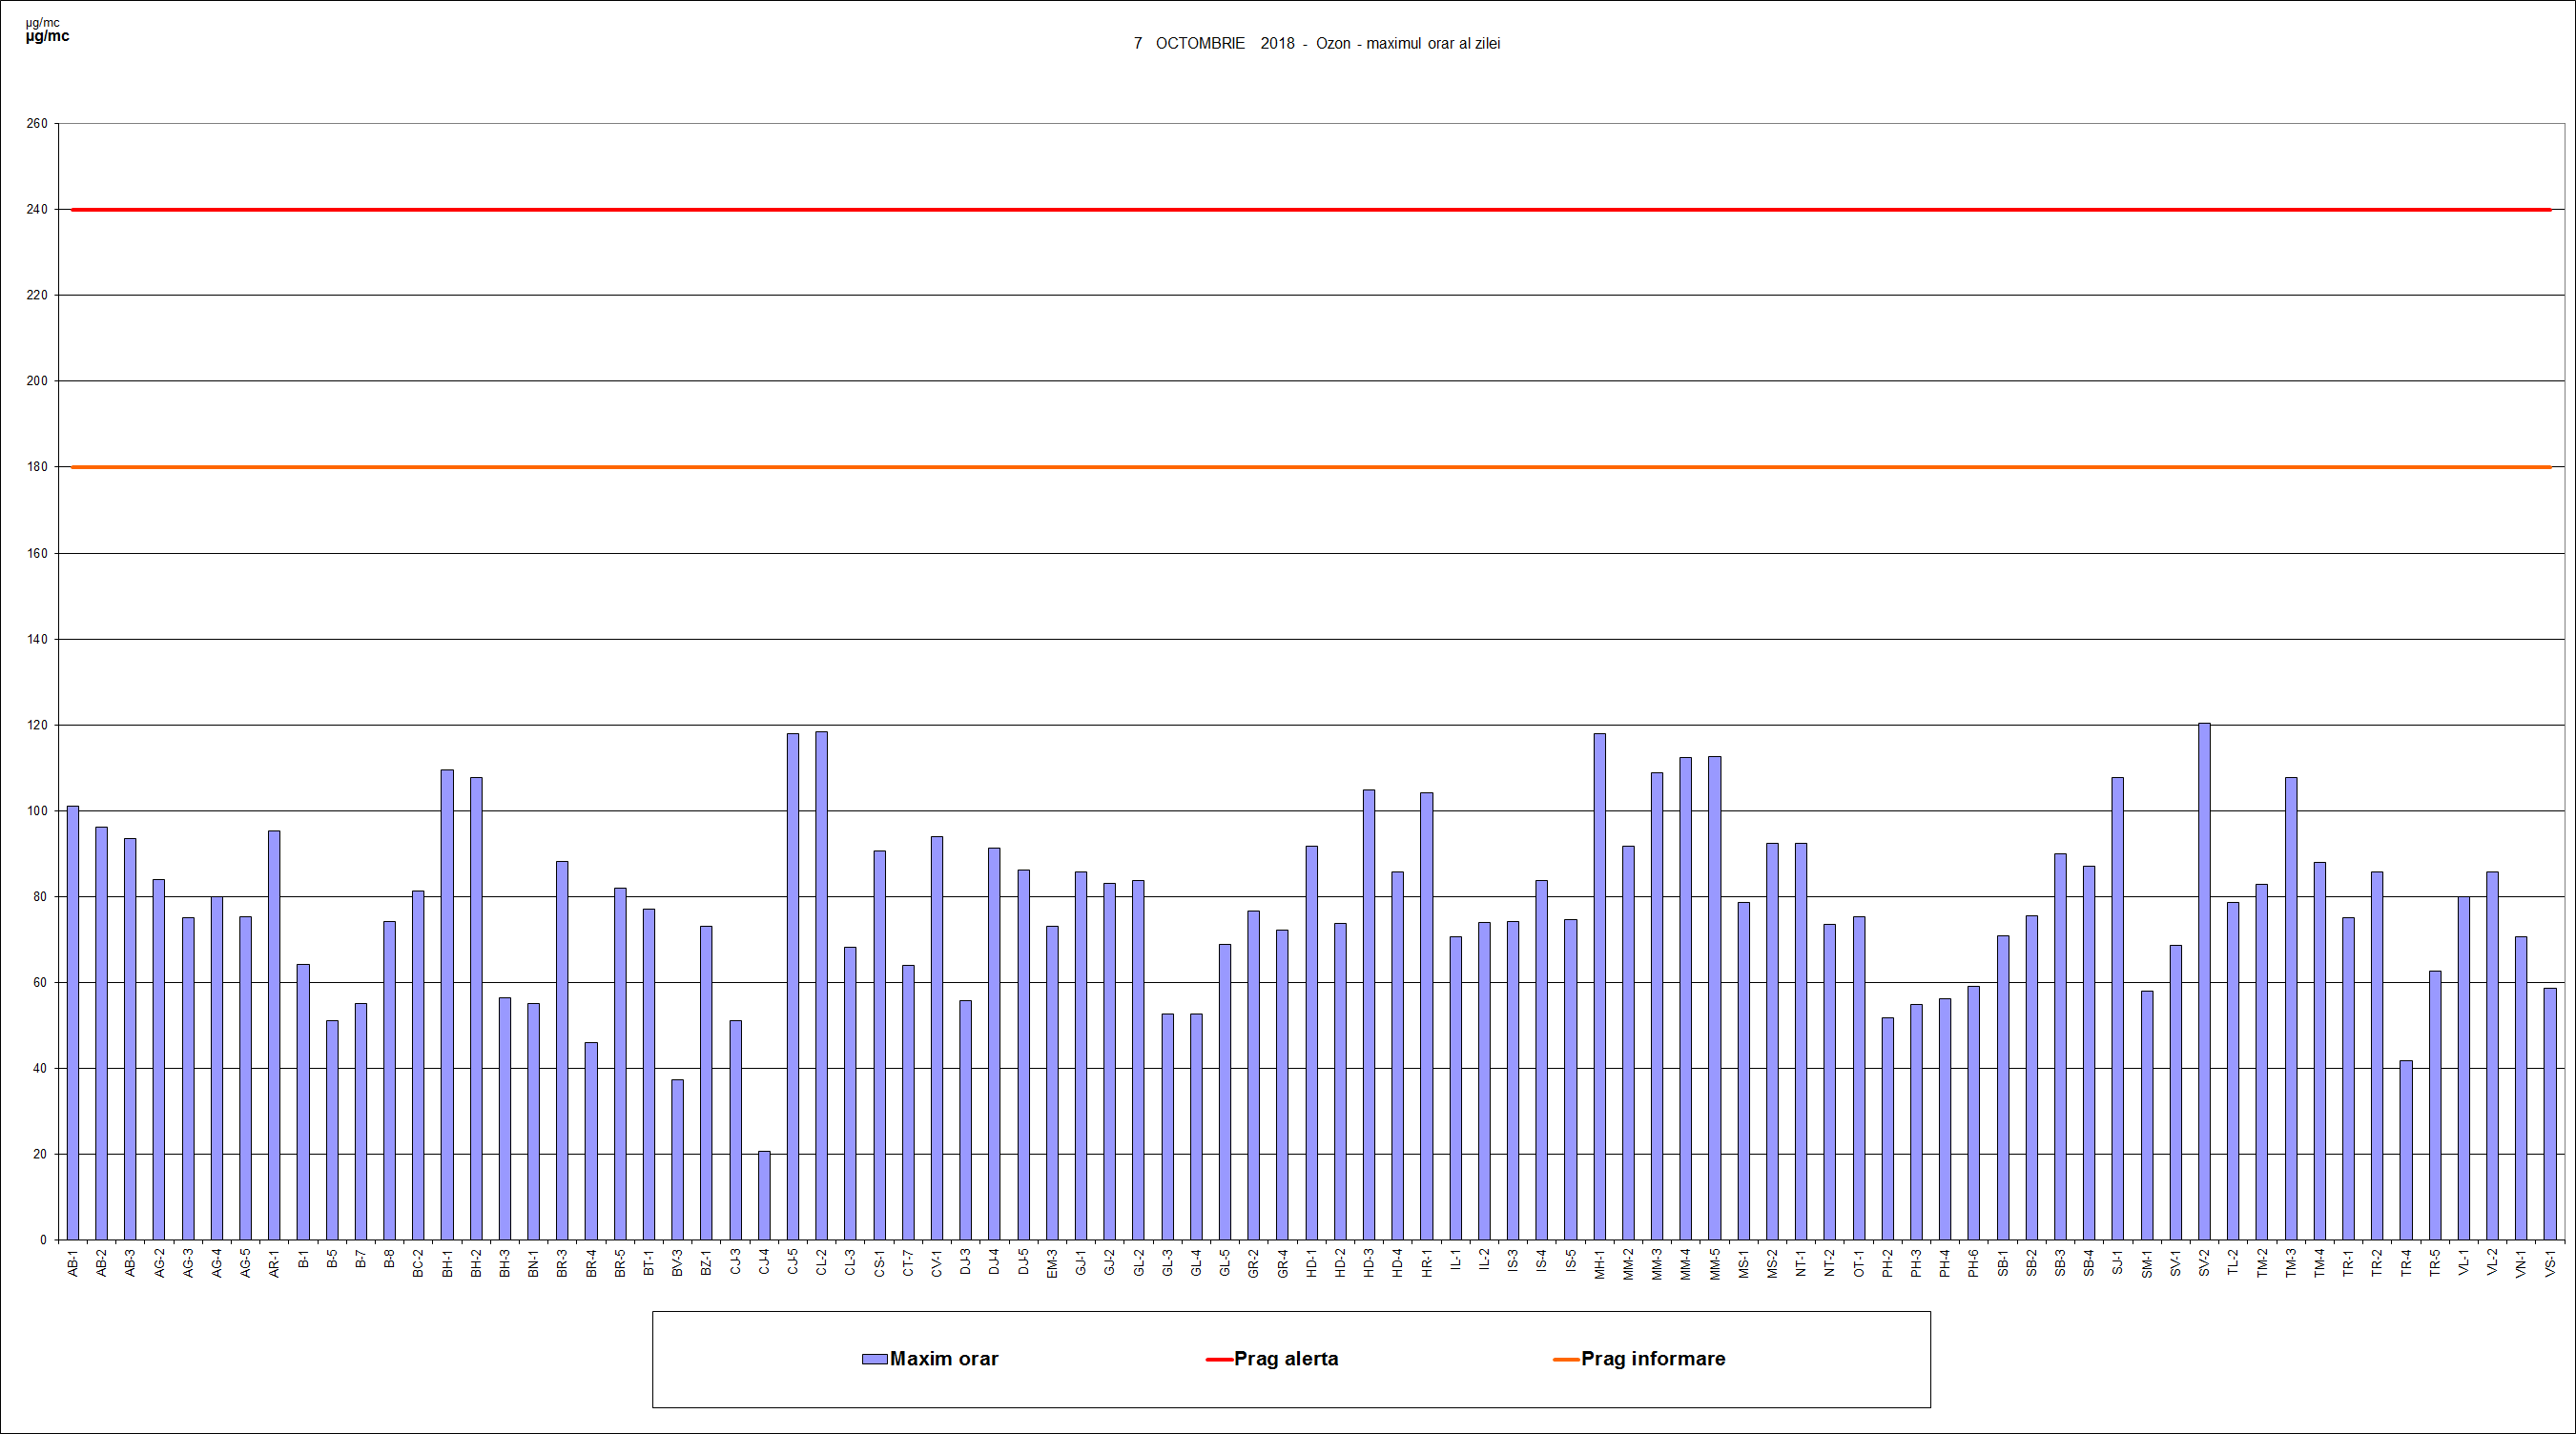 µg/mc
µg/mc
7 OCTOMBRIE 2018 - Ozon - maximul orar al zilei
260
240
220
200
180
160
140
120
100
80
60
40
20
0
AB-1 AB-2 AB-3 AG-2 AG-3 AG-4 AG-5 AR-1 B-1 B-5 B-7 B-8 BC-2 BH-1 BH-2 BH-3 BN-1 BR-3 BR-4 BR-5 BT-1 BV-3 BZ-1 CJ-3 CJ-4 CJ-5 CL-2 CL-3 CS-1 CT-7 CV-1 DJ-3 DJ-4 DJ-5 EM-3 GJ-1 GJ-2 GL-2 GL-3 GL-4 GL-5 GR-2 GR-4 HD-1 HD-2 HD-3 HD-4 HR-1 IL-1 IL-2 IS-3 IS-4 IS-5 MH-1 MM-2 MM-3 MM-4 MM-5 MS-1 MS-2 NT-1 NT-2 OT-1 PH-2 PH-3 PH-4 PH-6 SB-1 SB-2 SB-3 SB-4 SJ-1 SM-1 SV-1 SV-2 TL-2 TM-2 TM-3 TM-4 TR-1 TR-2 TR-4 TR-5 VL-1 VL-2 VN-1 VS-1
Maxim orar Prag alerta Prag informare